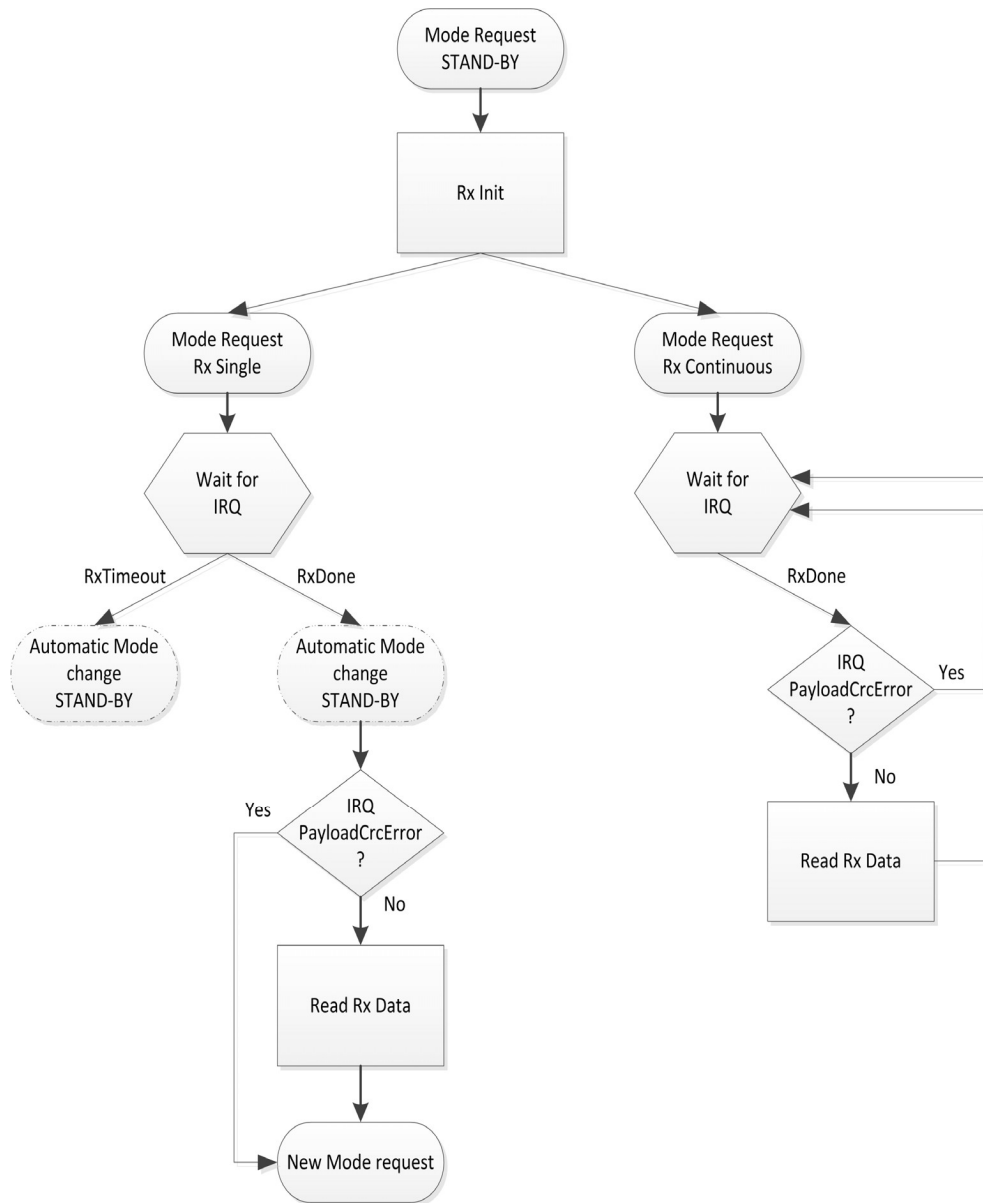 Mode Request
STAND-BY
Rx Init
Mode Request
Rx Single
Mode Request
Rx Continuous
Wait for
IRQ
Wait for
IRQ
RxTimeout
RxDone
RxDone
Automatic Mode
change
STAND-BY
Automatic Mode
change
STAND-BY
IRQ
PayloadCrcError
?
Yes
No
Yes
IRQ
PayloadCrcError
?
No
Read Rx Data
Read Rx Data
New Mode request